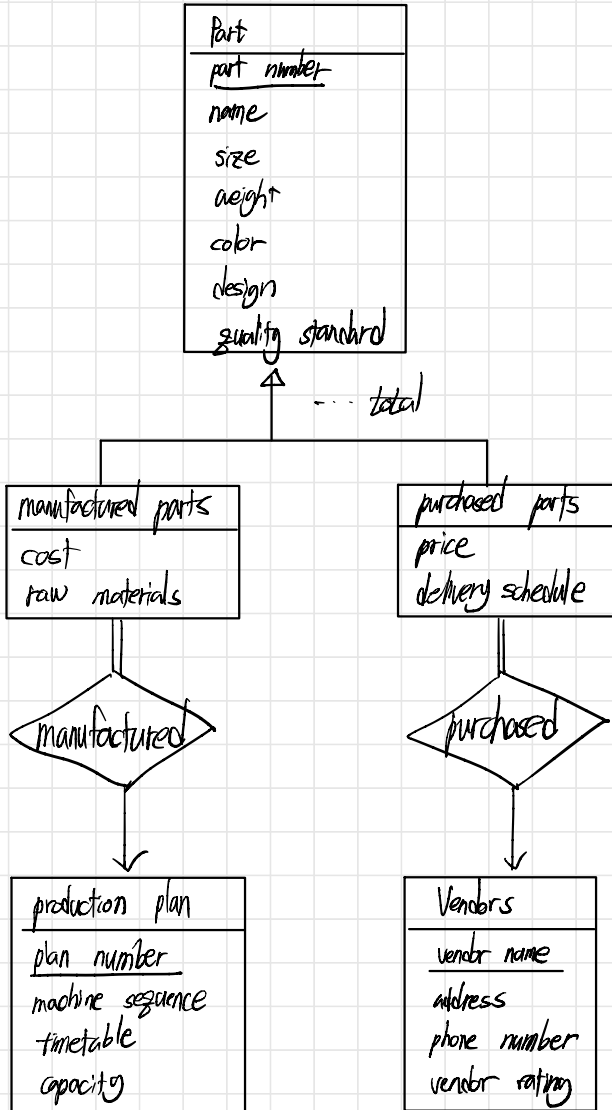 Part
part number
name
size
weight
color
design
quality standard
---- total
manufactured parts
cost
raw materials
purchased parts
price
delivery schedule
manufactured
purchased
production plan
plan number
machine sequence
timetable
capacity
Vendors
vendor name
address
phone number
vendor rating